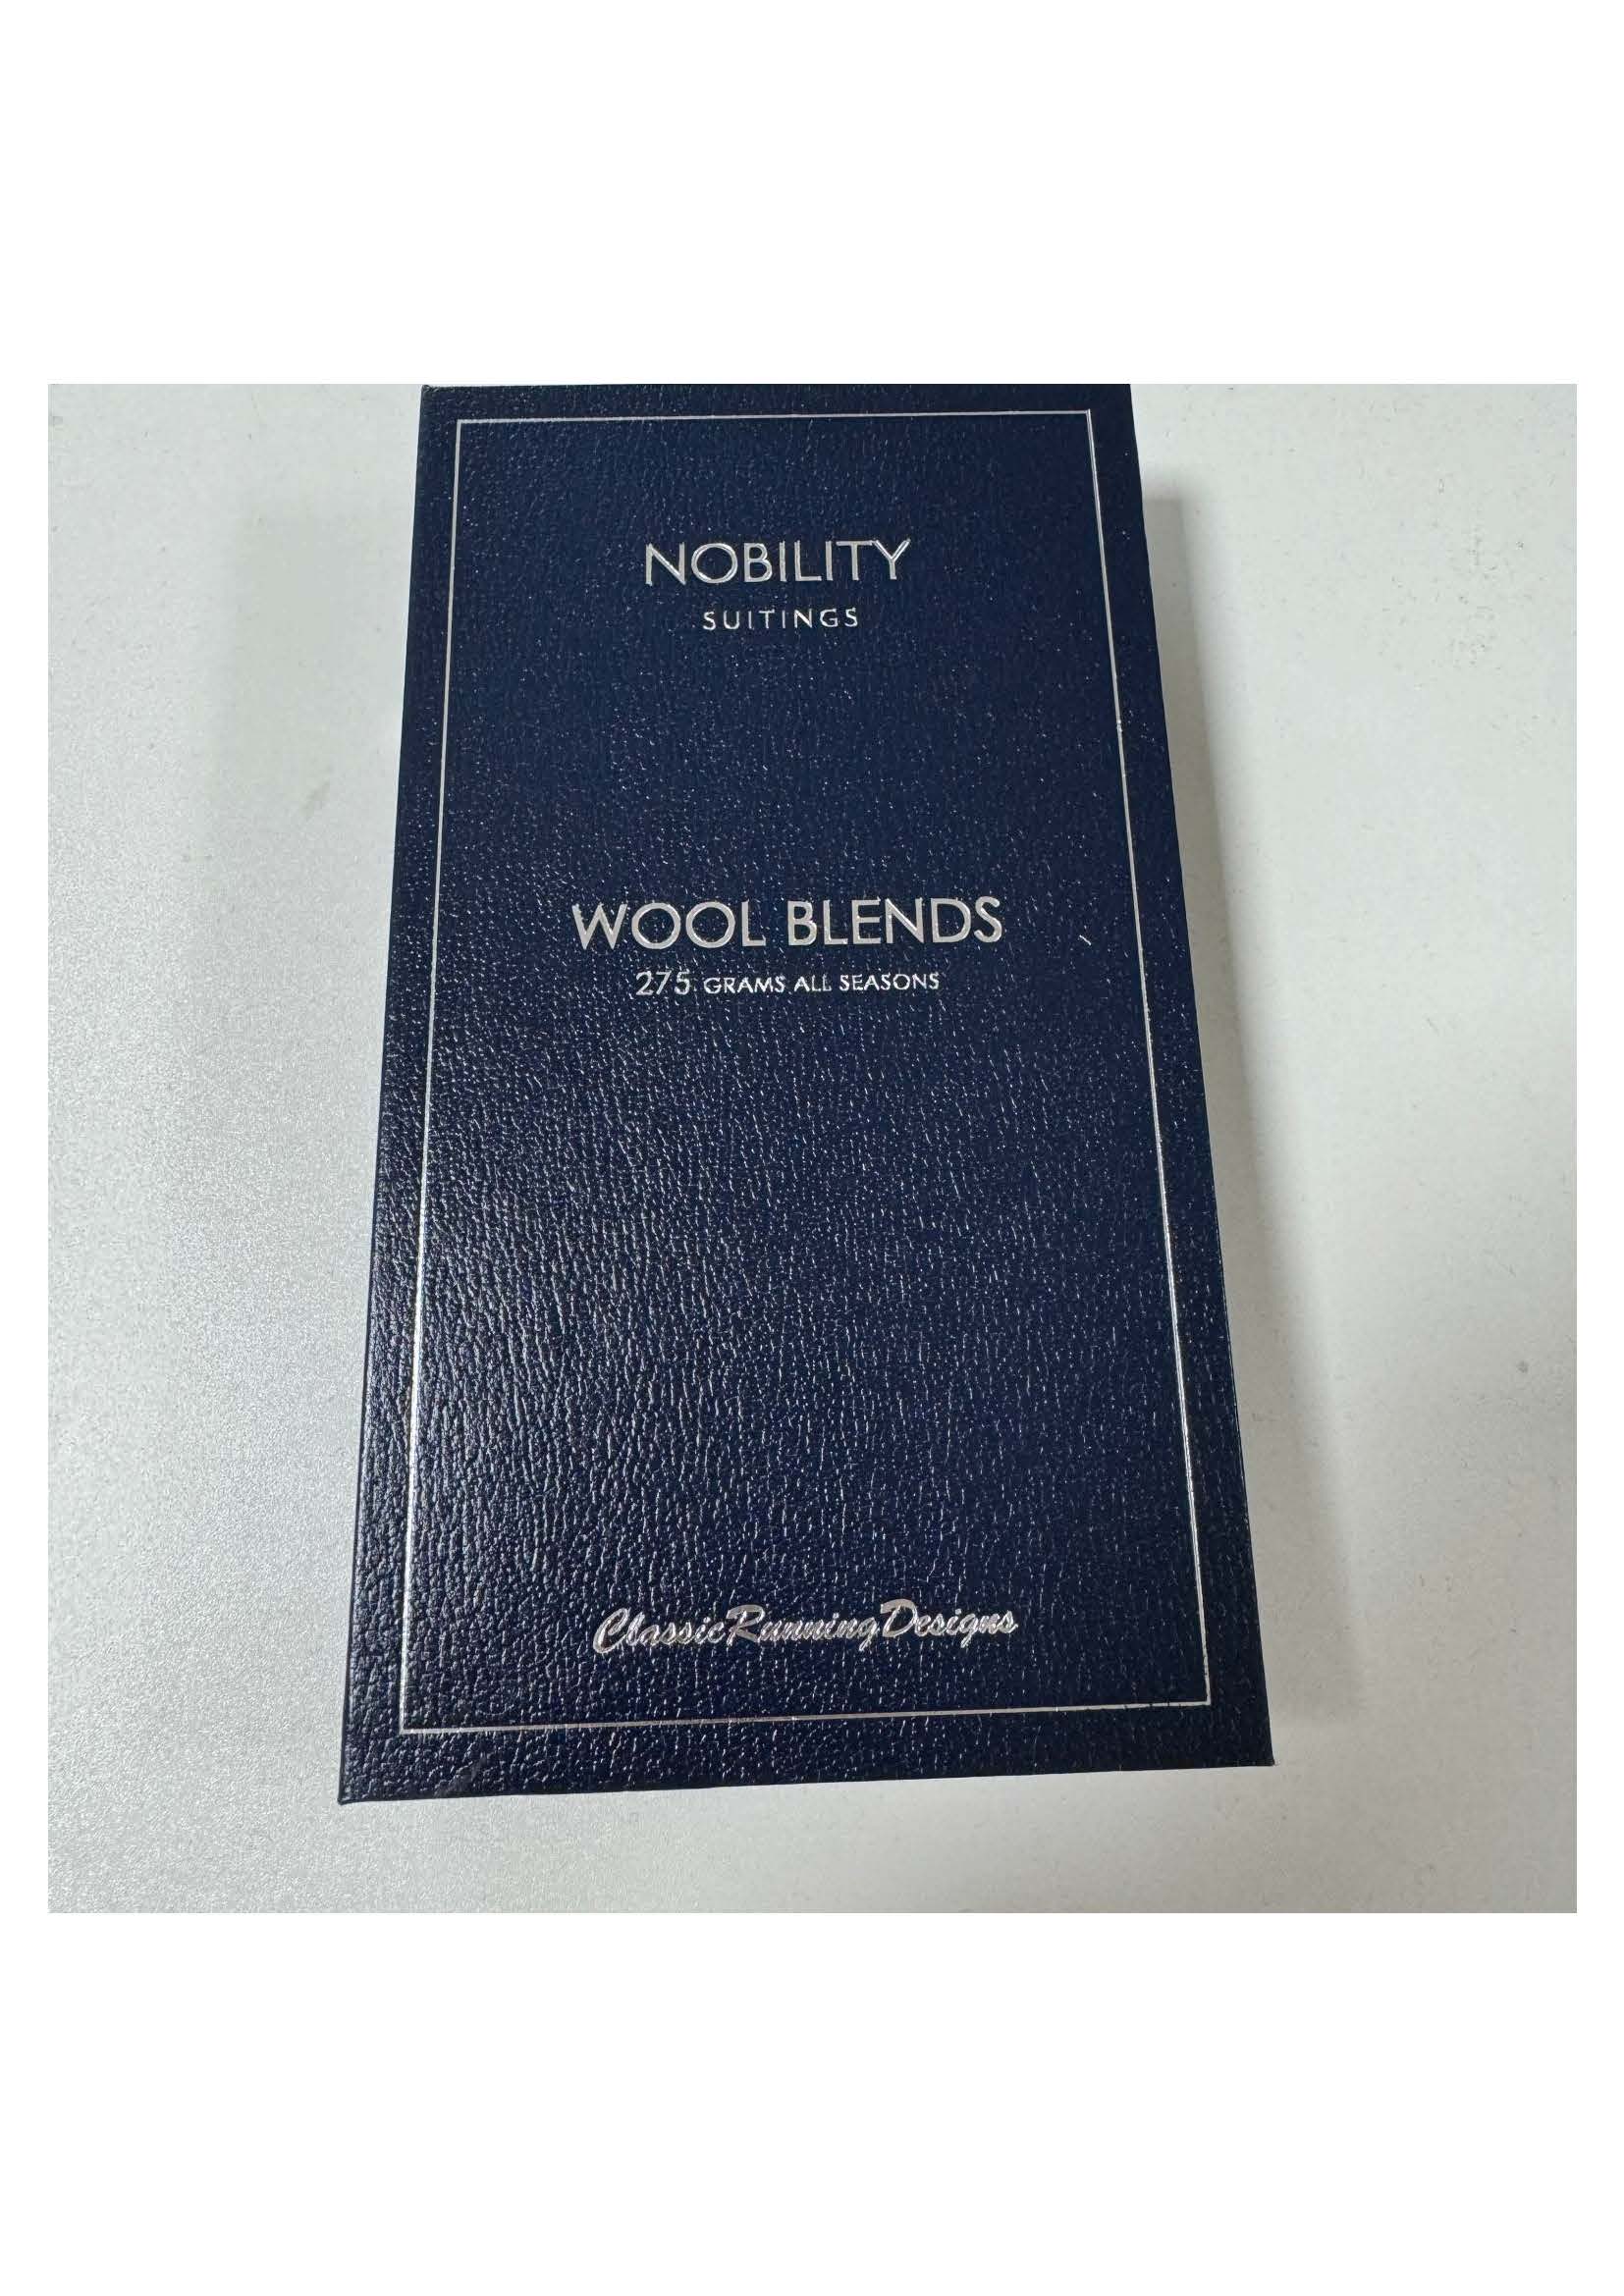 NOBILITY
SUITINGS
WOOL BLENDS
275 GRAMS ALL SEASONS
ClassicRunningDesigns